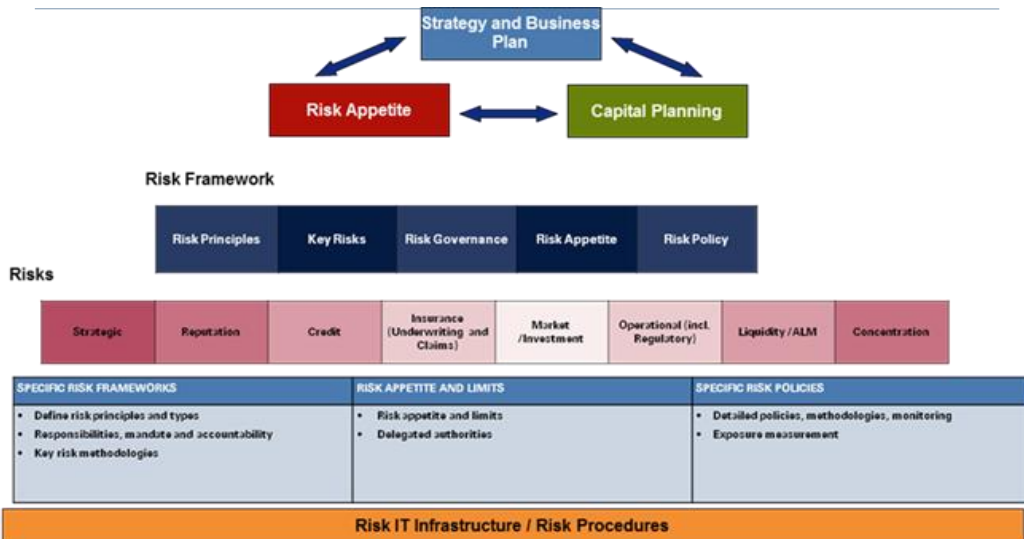 Strategy and Business
Plan
Risk Appetite
Capital Planning
Risk Framework
Risk Principles
Key Risks
Risk Governance
Risk Appetite
Risk Policy
Risks
Strategic
Reputation
Credit
Insurance
(Underwriting and
Claims)
Market
/Investment
Operational (incl.
Regulatory)
Liquidity /ALM
Concentration
SPECIFIC RISK FRAMEWORKS
• Define risk principles and types
• Responsibilities, mandate and accountability
• Key risk methodologies
RISK APPETITE AND LIMITS
• Risk appetite and limits
• Delegated authorities
SPECIFIC RISK POLICIES
• Detailed policies, methodologies, monitoring
• Exposure measurement
Risk IT Infrastructure / Risk Procedures